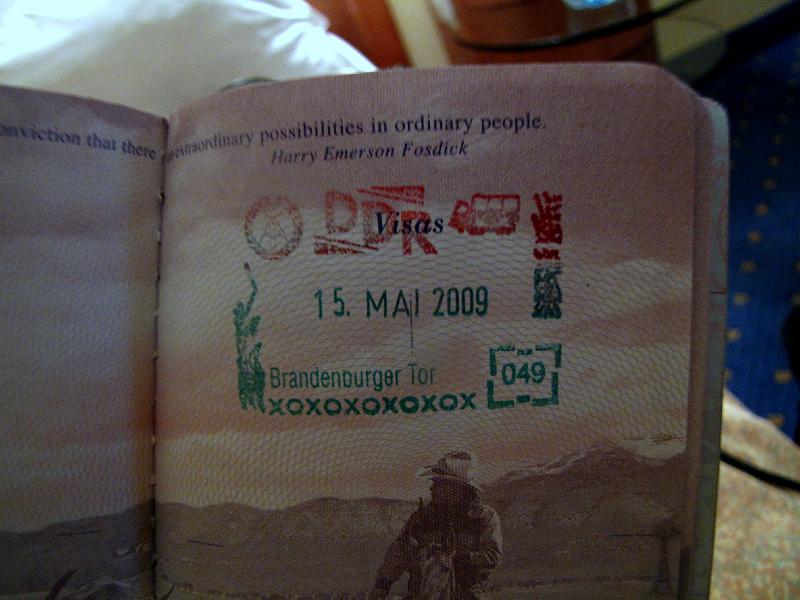 onviction that there
extraordinary possibilities in ordinary people.
Harry Emerson Fosdick
DDR
Visas
15. MAI 2009
Brandenburger Tor
049
XOXOXOXOXOXOX